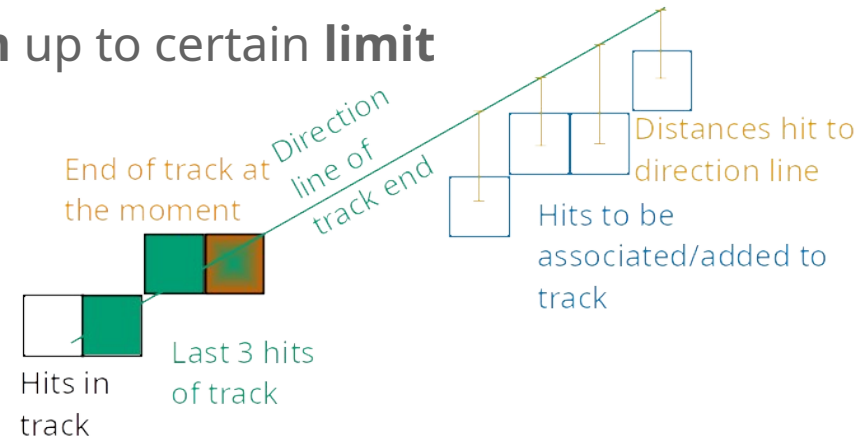 n up to certain limit
Direction
line of
track end
End of track at
the moment
Distances hit to
direction line
Hits to be
associated/added to
track
Last 3 hits
of track
Hits in
track